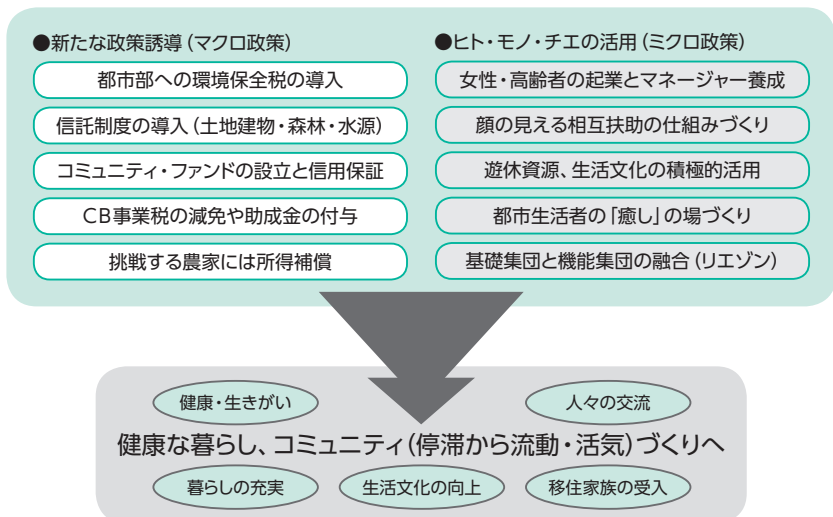 ●新たな政策誘導(マクロ政策)
都市部への環境保全税の導入
信託制度の導入(土地建物・森林・水源)
コミュニティ・ファンドの設立と信用保証
CB事業税の減免や助成金の付与
挑戦する農家には所得補償
●ヒト・モノ・チエの活用(ミクロ政策)
女性・高齢者の起業とマネージャー養成
顔の見える相互扶助の仕組みづくり
遊休資源、生活文化の積極的活用
都市生活者の「癒し」の場づくり
基礎集団と機能集団の融合(リエゾン)
健康・生きがい
人々の交流
健康な暮らし、コミュニティ(停滞から流動・活気)づくりへ
暮らしの充実
生活文化の向上
移住家族の受入